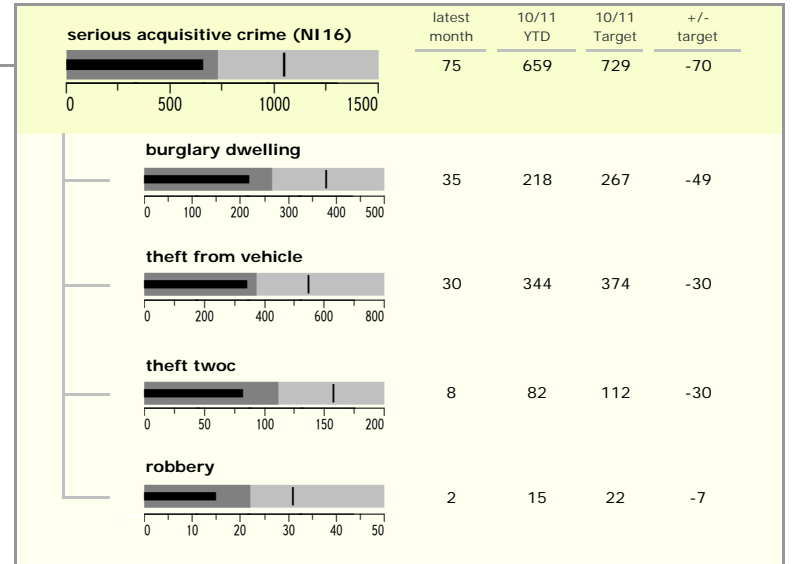 latest 10/11 10/11 +/-
serious acquisitive crime (NI16) month YTD Target target
75 659 729 -70
0 500 1000 1500
burglary dwelling
35 218 267 -49
0 100 200 300 400 500
theft from vehicle
30 344 374 -30
0 200 400 600 800
theft twoc
8 82 112 -30
0 50 100 150 200
robbery
2 15 22 -7
0 10 20 30 40 50